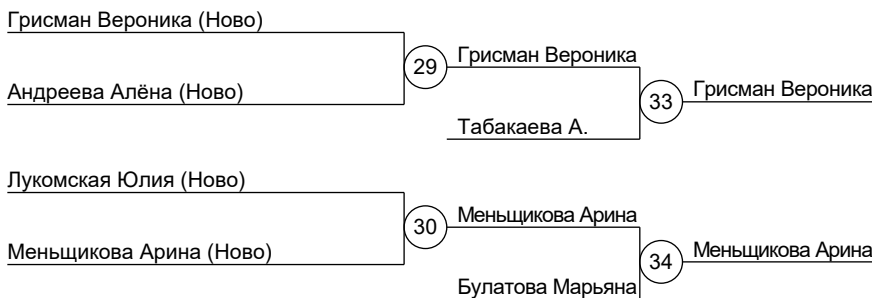 Грисман Вероника (Ново)
29
Грисман Вероника
Андреева Алёна (Ново)
33
Грисман Вероника
Табакаева А.
Лукомская Юлия (Ново)
30
Меньщикова Арина
Меньщикова Арина (Ново)
34
Меньщикова Арина
Булатова Марьяна